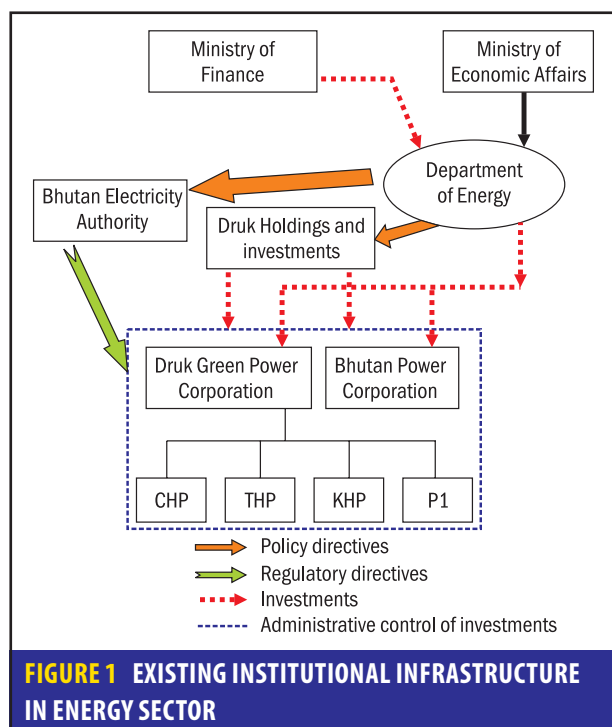 Ministry of
Finance
Ministry of
Economic Affairs
Department
of Energy
Bhutan Electricity
Authority
Druk Holdings and
investments
Druk Green Power
Corporation
Bhutan Power
Corporation
CHP
THP
KHP
P1
Policy directives
Regulatory directives
Investments
Administrative control of investments
FIGURE 1 EXISTING INSTITUTIONAL INFRASTRUCTURE
IN ENERGY SECTOR